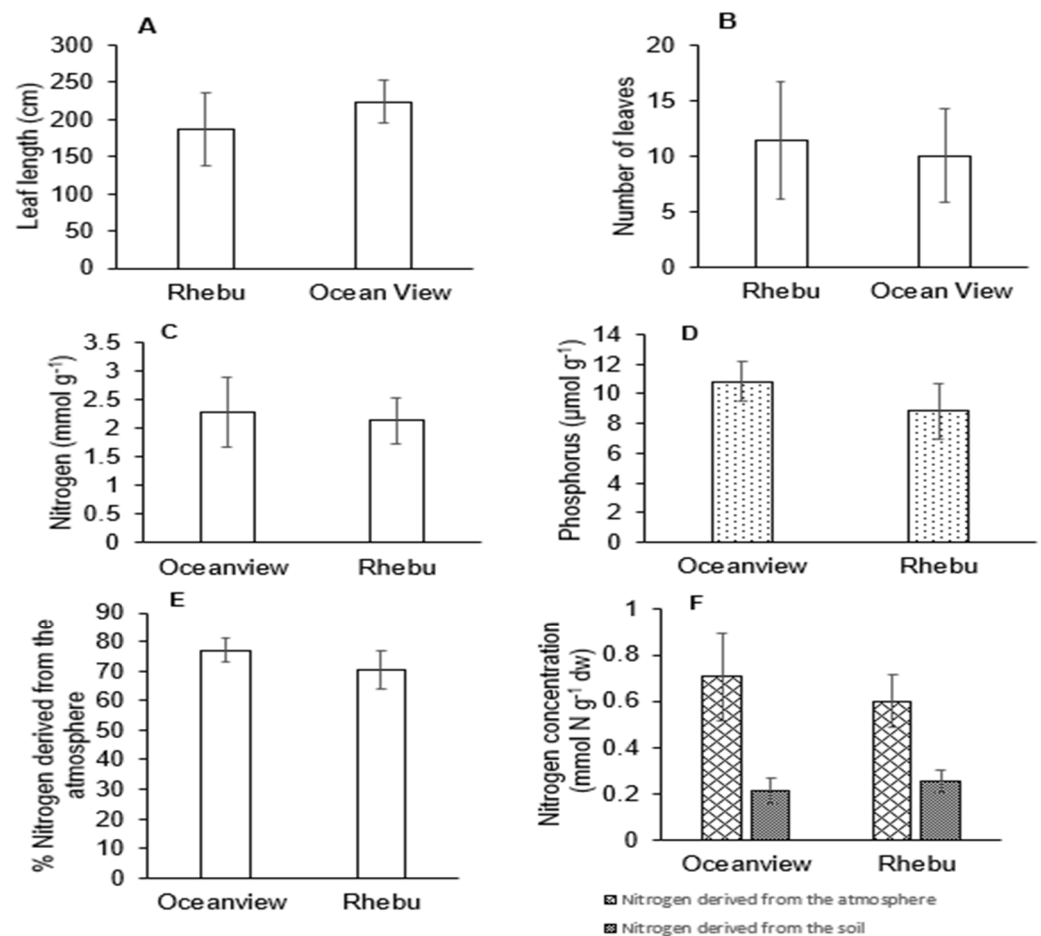 A
Leaf length (cm)
300
250
200
150
100
50
0
Rhebu Ocean View
B
Number of leaves
20
15
10
5
0
Rhebu Ocean View
C
Nitrogen (mmol g⁻¹)
3.5
3
2.5
2
1.5
1
0.5
0
Oceanview Rhebu
D
Phosphorus (µmol g⁻¹)
14
12
10
8
6
4
2
0
Oceanview Rhebu
E
% Nitrogen derived from the
atmosphere
90
80
70
60
50
40
30
20
10
0
Oceanview Rhebu
F
Nitrogen concentration
(mmol N g⁻¹ dw)
1
0.8
0.6
0.4
0.2
0
Oceanview Rhebu
Nitrogen derived from the atmosphere
Nitrogen derived from the soil